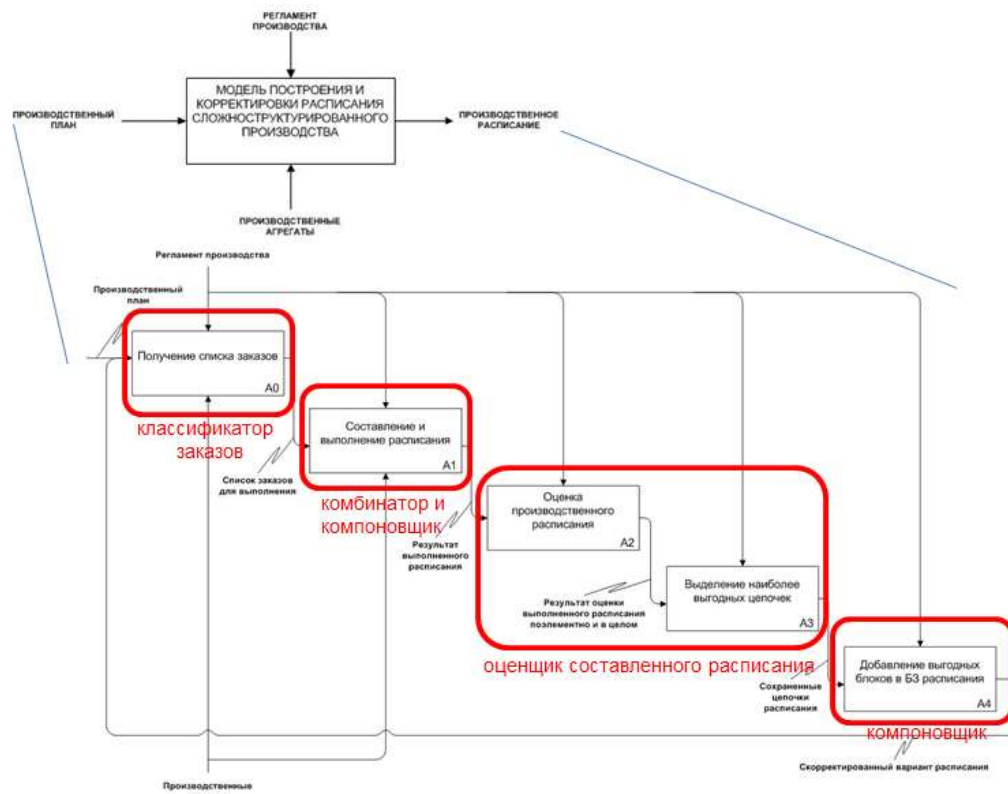 РЕГЛАМЕНТ
ПРОИЗВОДСТВА
МОДЕЛЬ ПОСТРОЕНИЯ И
КОРРЕКТИРОВКИ РАСПИСАНИЯ
СЛОЖНОСТРУКТУРИРОВАННОГО
ПРОИЗВОДСТВА
ПРОИЗВОДСТВЕННЫЙ
ПЛАН
ПРОИЗВОДСТВЕННОЕ
РАСПИСАНИЕ
ПРОИЗВОДСТВЕННЫЕ
АГРЕГАТЫ
Регламент производства
Производственный
план
Получение списка заказов
A0
классификатор
заказов
Составление и
выполнение расписания
A1
Список заказов
для выполнения
комбинатор и
компоновщик
Оценка
производственного
расписания
A2
Результат
выполненного
расписания
Выделение наиболее
выгодных цепочек
A3
Результат оценки
выполненного расписания
поэлементно и в целом
оценщик составленного расписания
Добавление выгодных
блоков в БЗ расписания
A4
Сохраненные
цепочки
расписания
компоновщик
Скорректированный вариант расписания
Производственные